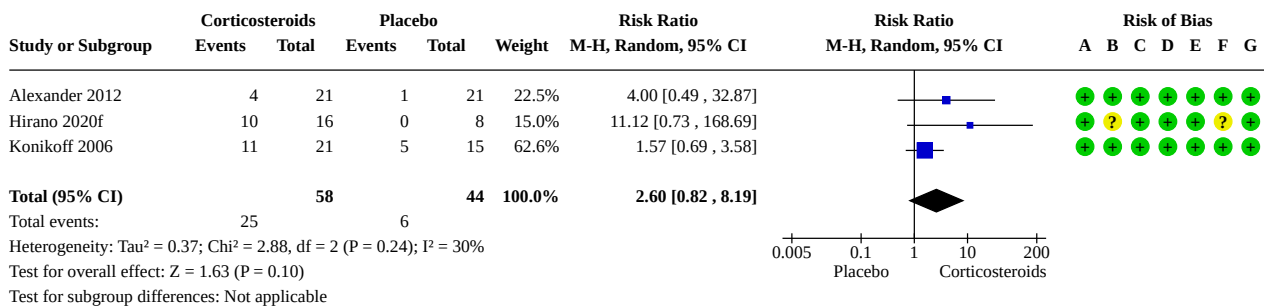 Corticosteroids Placebo Risk Ratio Risk Ratio Risk of Bias
Study or Subgroup Events Total Events Total Weight M-H, Random, 95% CI M-H, Random, 95% CI A B C D E F G
Alexander 2012 4 21 1 21 22.5% 4.00 [0.49 , 32.87] + + + + + + +
Hirano 2020f 10 16 0 8 15.0% 11.12 [0.73 , 168.69] + ? + + + ? +
Konikoff 2006 11 21 5 15 62.6% 1.57 [0.69 , 3.58] + + + + + + +
Total (95% CI) 58 44 100.0% 2.60 [0.82 , 8.19]
Total events: 25 6
Heterogeneity: Tau² = 0.37; Chi² = 2.88, df = 2 (P = 0.24); I² = 30%
0.005 0.1 1 10 200
Test for overall effect: Z = 1.63 (P = 0.10) Placebo Corticosteroids
Test for subgroup differences: Not applicable